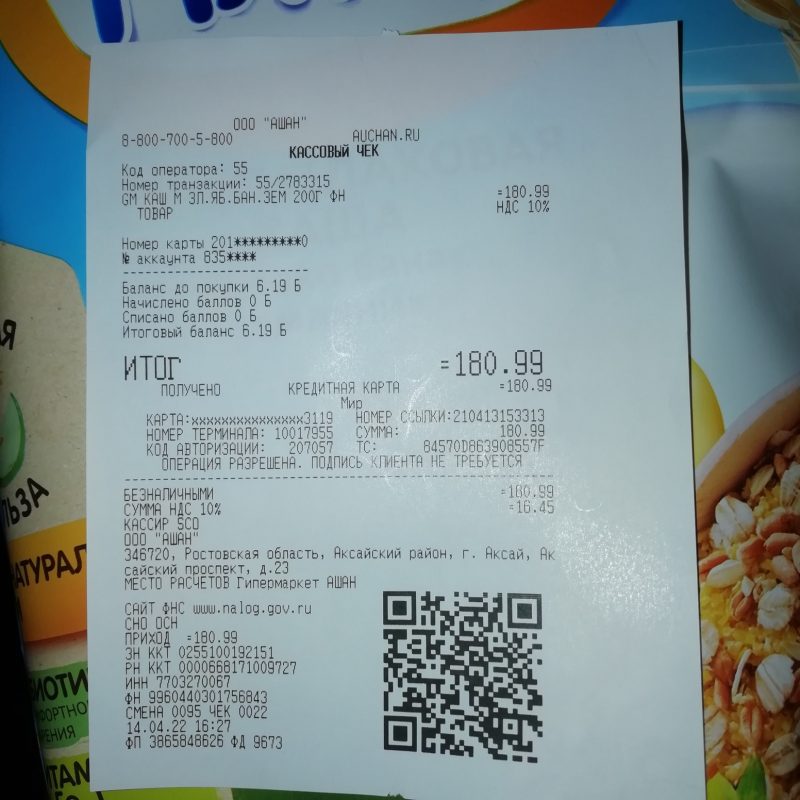 ООО "АШАН"
8-800-700-5-800 AUCHAN.RU
КАССОВЫЙ ЧЕК
Код оператора: 55
Номер транзакции: 55/2783315
GM КАШ М ЗЛ.ЯБ.БАН.ЗЕМ 200Г ФН =180.99
ТОВАР НДС 10%
Номер карты 201*********0
№ аккаунта 835****
Баланс до покупки 6.19 Б
Начислено баллов 0 Б
Списано баллов 0 Б
Итоговый баланс 6.19 Б
ИТОГ =180.99
ПОЛУЧЕНО КРЕДИТНАЯ КАРТА =180.99
Мир
КАРТА:xxxxxxxxxxxxxxx3119 НОМЕР ССЫЛКИ:210413153313
НОМЕР ТЕРМИНАЛА: 10017955 СУММА: 180.99
КОД АВТОРИЗАЦИИ: 207057 TC: 84570D863908557F
ОПЕРАЦИЯ РАЗРЕШЕНА. ПОДПИСЬ КЛИЕНТА НЕ ТРЕБУЕТСЯ
БЕЗНАЛИЧНЫМИ =180.99
СУММА НДС 10% =16.45
КАССИР SCO
ООО "АШАН"
346720, Ростовская область, Аксайский район, г. Аксай, Ак
сайский проспект, д.23
МЕСТО РАСЧЕТОВ Гипермаркет АШАН
САЙТ ФНС www.nalog.gov.ru
СНО ОСН
ПРИХОД =180.99
ЗН ККТ 0255100192151
РН ККТ 0000668171009727
ИНН 7703270067
ФН 9960440301756843
СМЕНА 0095 ЧЕК 0022
14.04.22 16:27
ФП 3865848626 ФД 9673